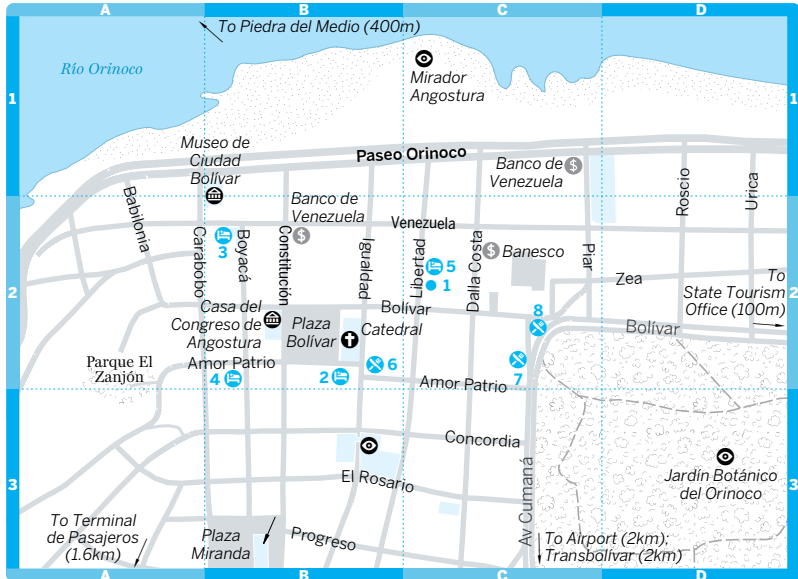 A
B
C
D
To Piedra del Medio (400m)
Río Orinoco
Mirador
Angostura
1
1
Museo de
Ciudad
Bolívar
Paseo Orinoco
Banco de
Venezuela
Babilonia
Carabobo
Boyacá
Constitución
Banco de
Venezuela
Igualdad
Venezuela
Libertad
Dalla Costa
Banesco
Piar
Roscio
Urica
3
5
1
2
2
Zea
To
State Tourism
Office (100m)
Casa del
Congreso de
Angostura
Plaza
Bolívar
Catedral
Bolívar
8
Bolívar
Parque El
Zanjón
Amor Patrio
4
2
6
7
Amor Patrio
Concordia
El Rosario
Av Cumaná
Jardín Botánico
del Orinoco
3
3
To Terminal
de Pasajeros
(1.6km)
Plaza
Miranda
Progreso
To Airport (2km);
Transbolívar (2km)
A
B
C
D